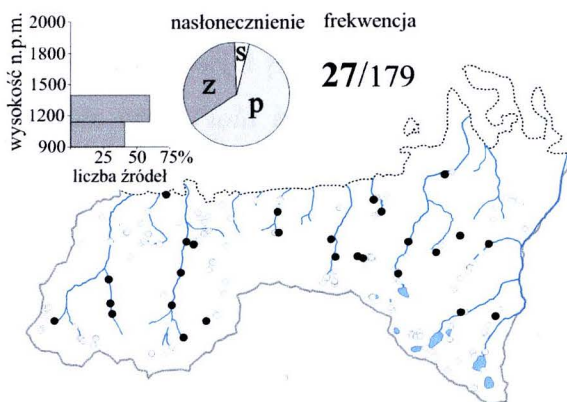 wysokość n.p.m.
2000
1800
1500
1200
900
25 50 75%
liczba źródeł
nasłonecznienie
s
z
p
frekwencja
27/179